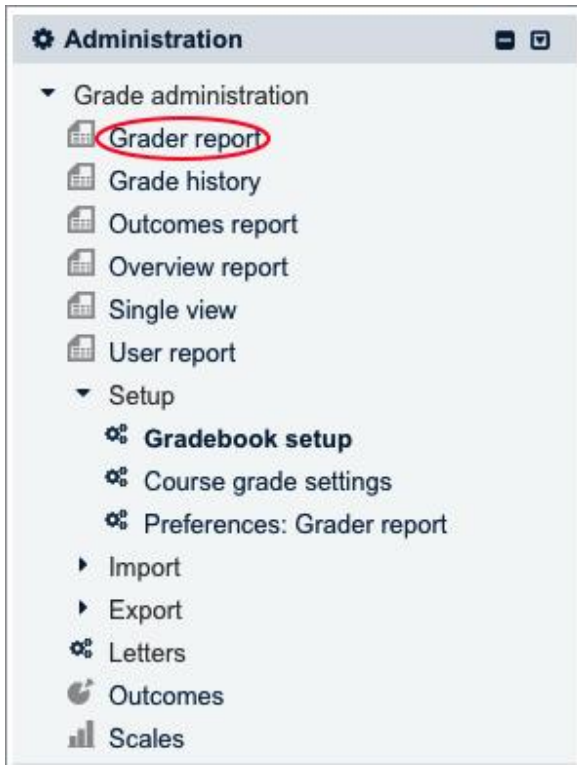 Administration
Grade administration
Grader report
Grade history
Outcomes report
Overview report
Single view
User report
Setup
Gradebook setup
Course grade settings
Preferences: Grader report
Import
Export
Letters
Outcomes
Scales